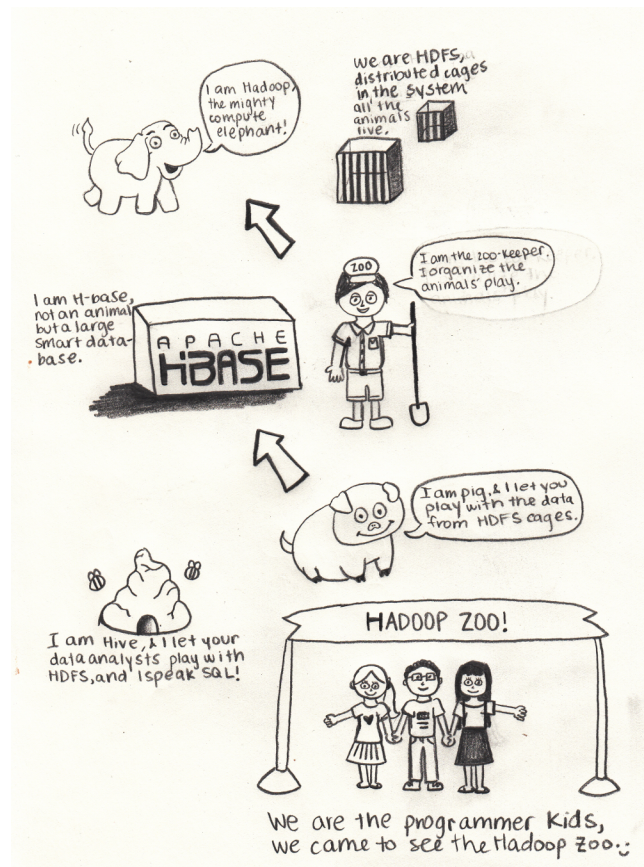 I am Hadoop,
the mighty
compute
elephant!
we are HDFS,
distributed cages
in the system
all the
animals
live.
ZOO
I am the zoo-keeper.
I organize the
animals' play.
I am H-base,
not an animal
but a large
smart data-
base.
APACHE
HBASE
I am pig, & I let you
play with the data
from HDFS cages.
I am Hive, & I let your
data analysts play with
HDFS, and I speak SQL!
HADOOP ZOO!
We are the programmer kids,
we came to see the Hadoop Zoo.